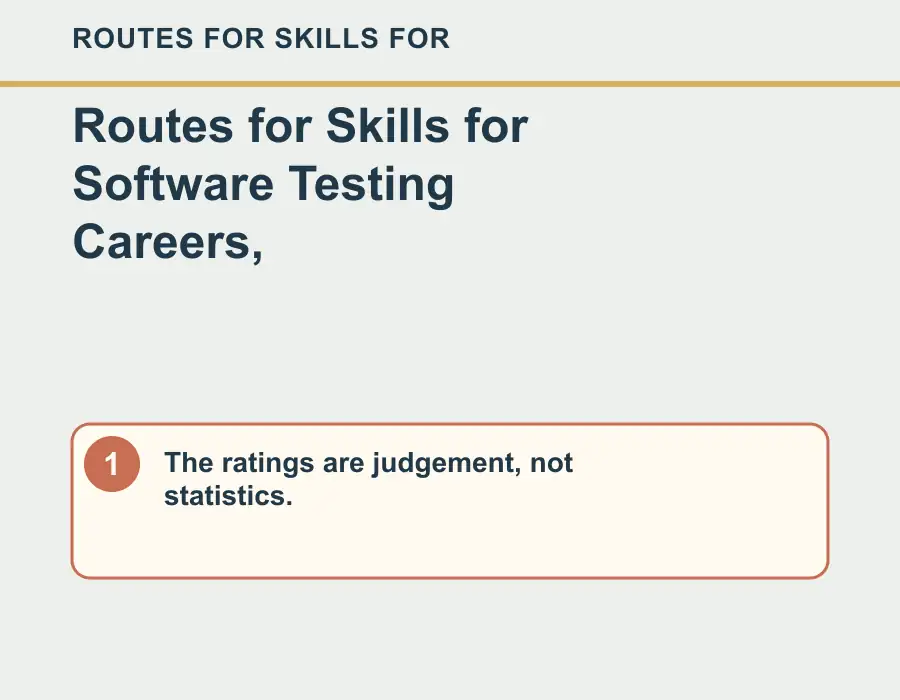 ROUTES FOR SKILLS FOR
Routes for Skills for
Software Testing
Careers,
1
The ratings are judgement, not
statistics.